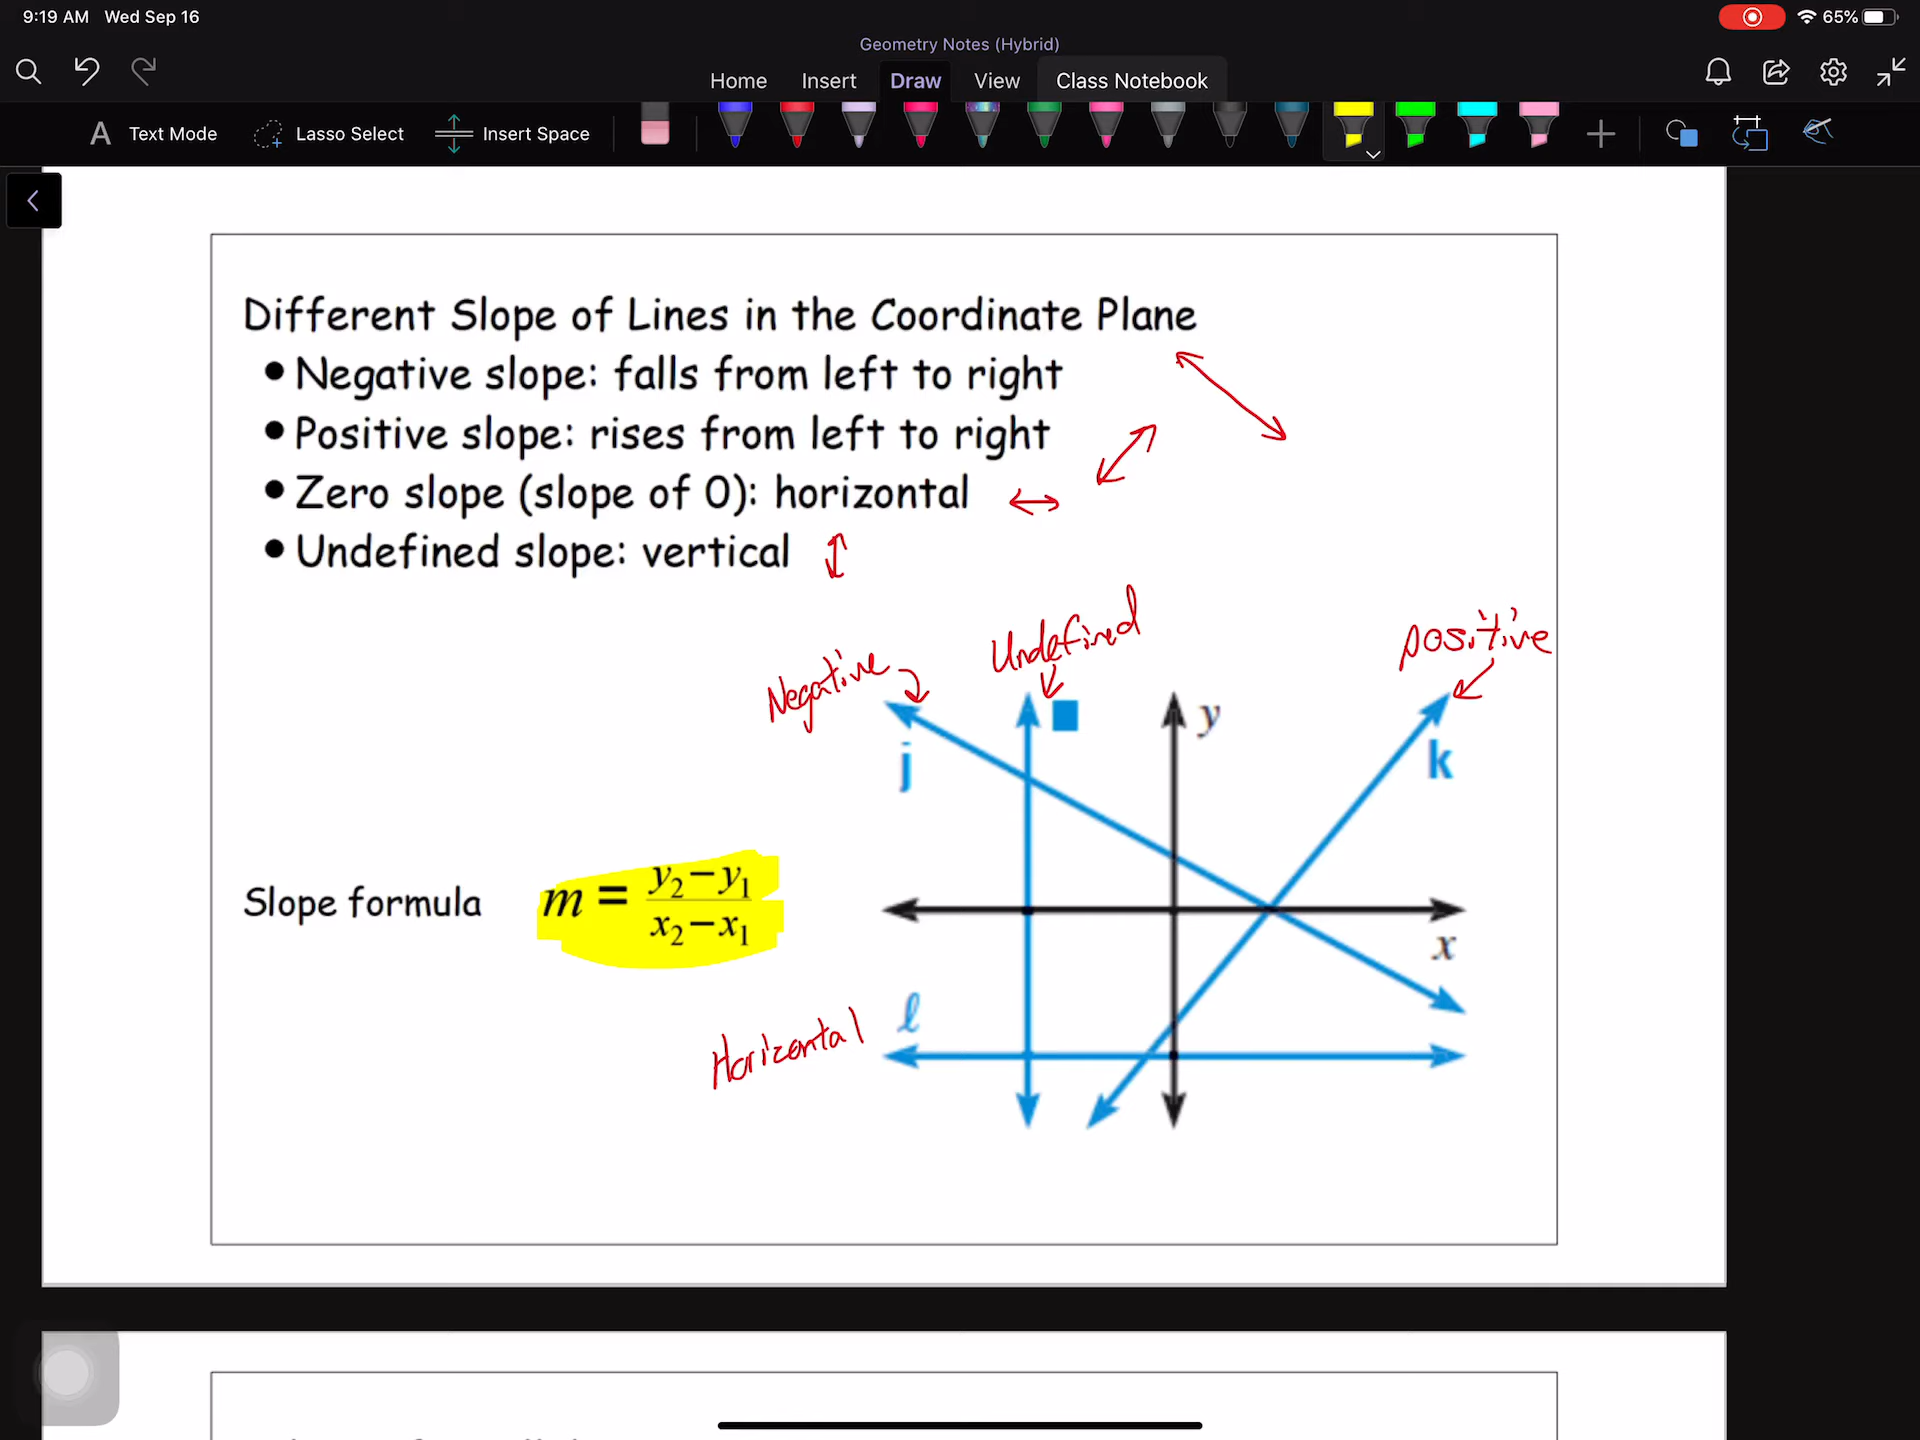 9:19 AM Wed Sep 16
65%
Geometry Notes (Hybrid)
Home Insert Draw View Class Notebook
A Text Mode Lasso Select Insert Space
Different Slope of Lines in the Coordinate Plane
• Negative slope: falls from left to right
• Positive slope: rises from left to right
• Zero slope (slope of 0): horizontal
• Undefined slope: vertical
Undefined
positive
Negative
y
j
k
Slope formula m = y₂−y₁ / x₂−x₁
x
ℓ
Horizontal